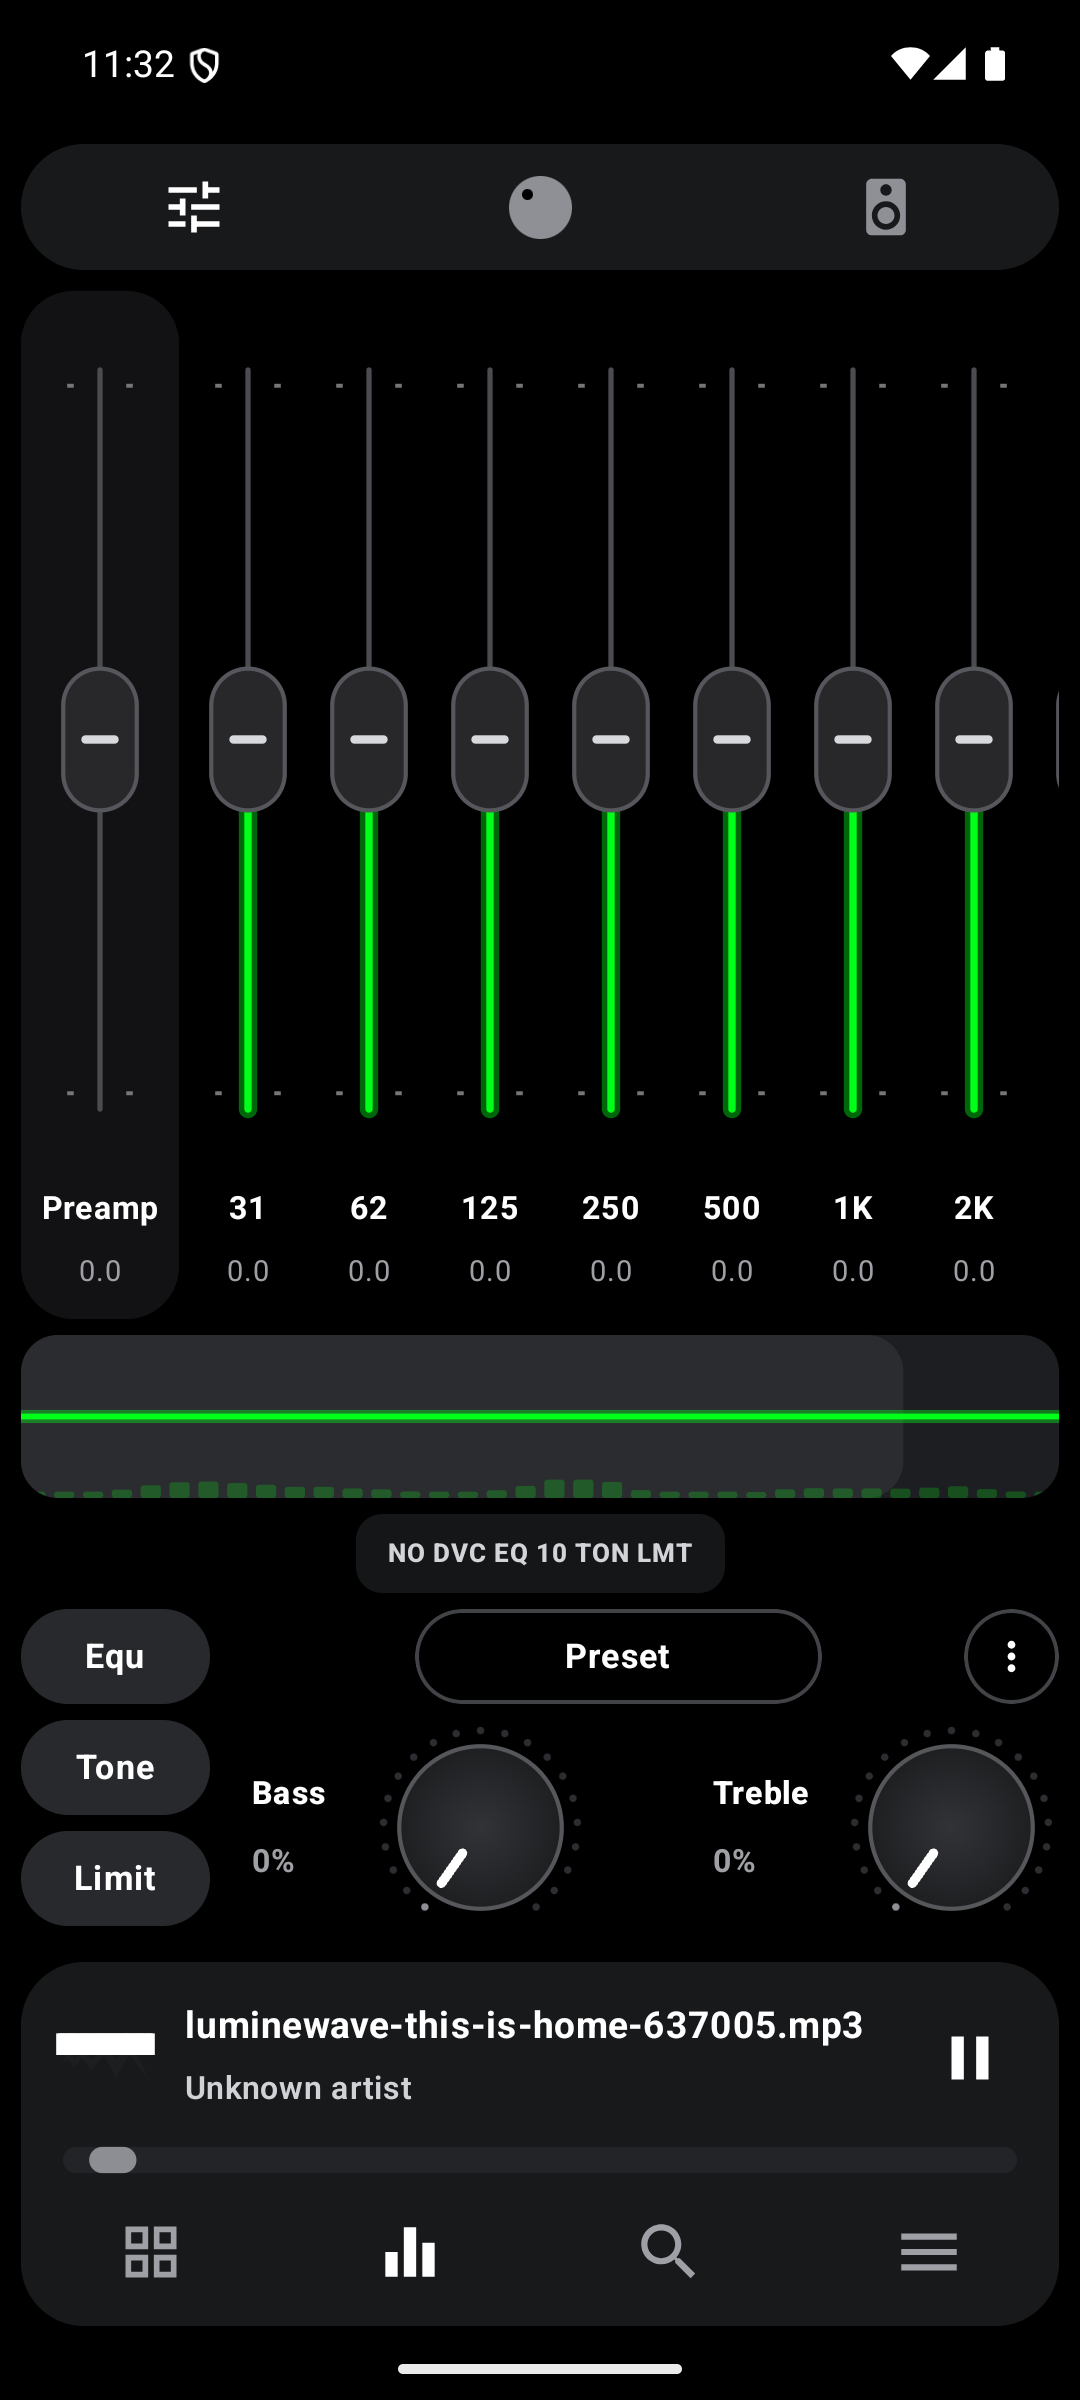 11:32
Preamp 31 62 125 250 500 1K 2K
0.0 0.0 0.0 0.0 0.0 0.0 0.0 0.0
NO DVC EQ 10 TON LMT
Equ Preset
Tone
Bass Treble
0% 0%
Limit
luminewave-this-is-home-637005.mp3
Unknown artist